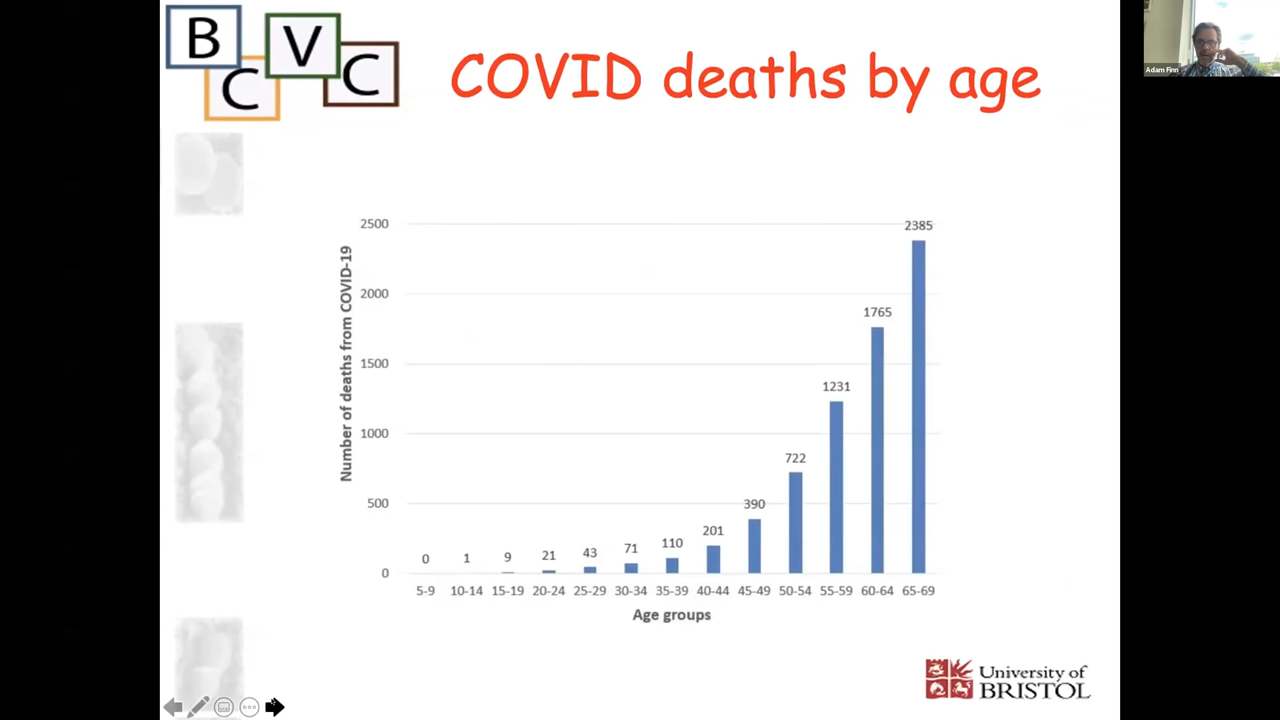 B
V
C
C
COVID deaths by age
Adam Finn
Number of deaths from COVID-19
2500
2000
1500
1000
500
0
0
1
9
21
43
71
110
201
390
722
1231
1765
2385
5-9 10-14 15-19 20-24 25-29 30-34 35-39 40-44 45-49 50-54 55-59 60-64 65-69
Age groups
University of
BRISTOL